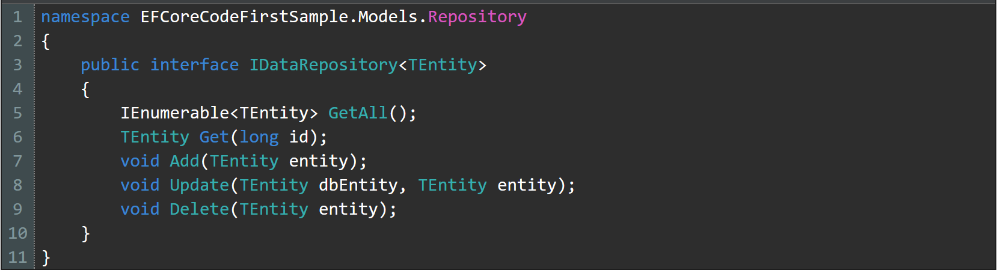 1 namespace EFCoreCodeFirstSample.Models.Repository
2 {
3     public interface IDataRepository<TEntity>
4     {
5         IEnumerable<TEntity> GetAll();
6         TEntity Get(long id);
7         void Add(TEntity entity);
8         void Update(TEntity dbEntity, TEntity entity);
9         void Delete(TEntity entity);
10     }
11 }